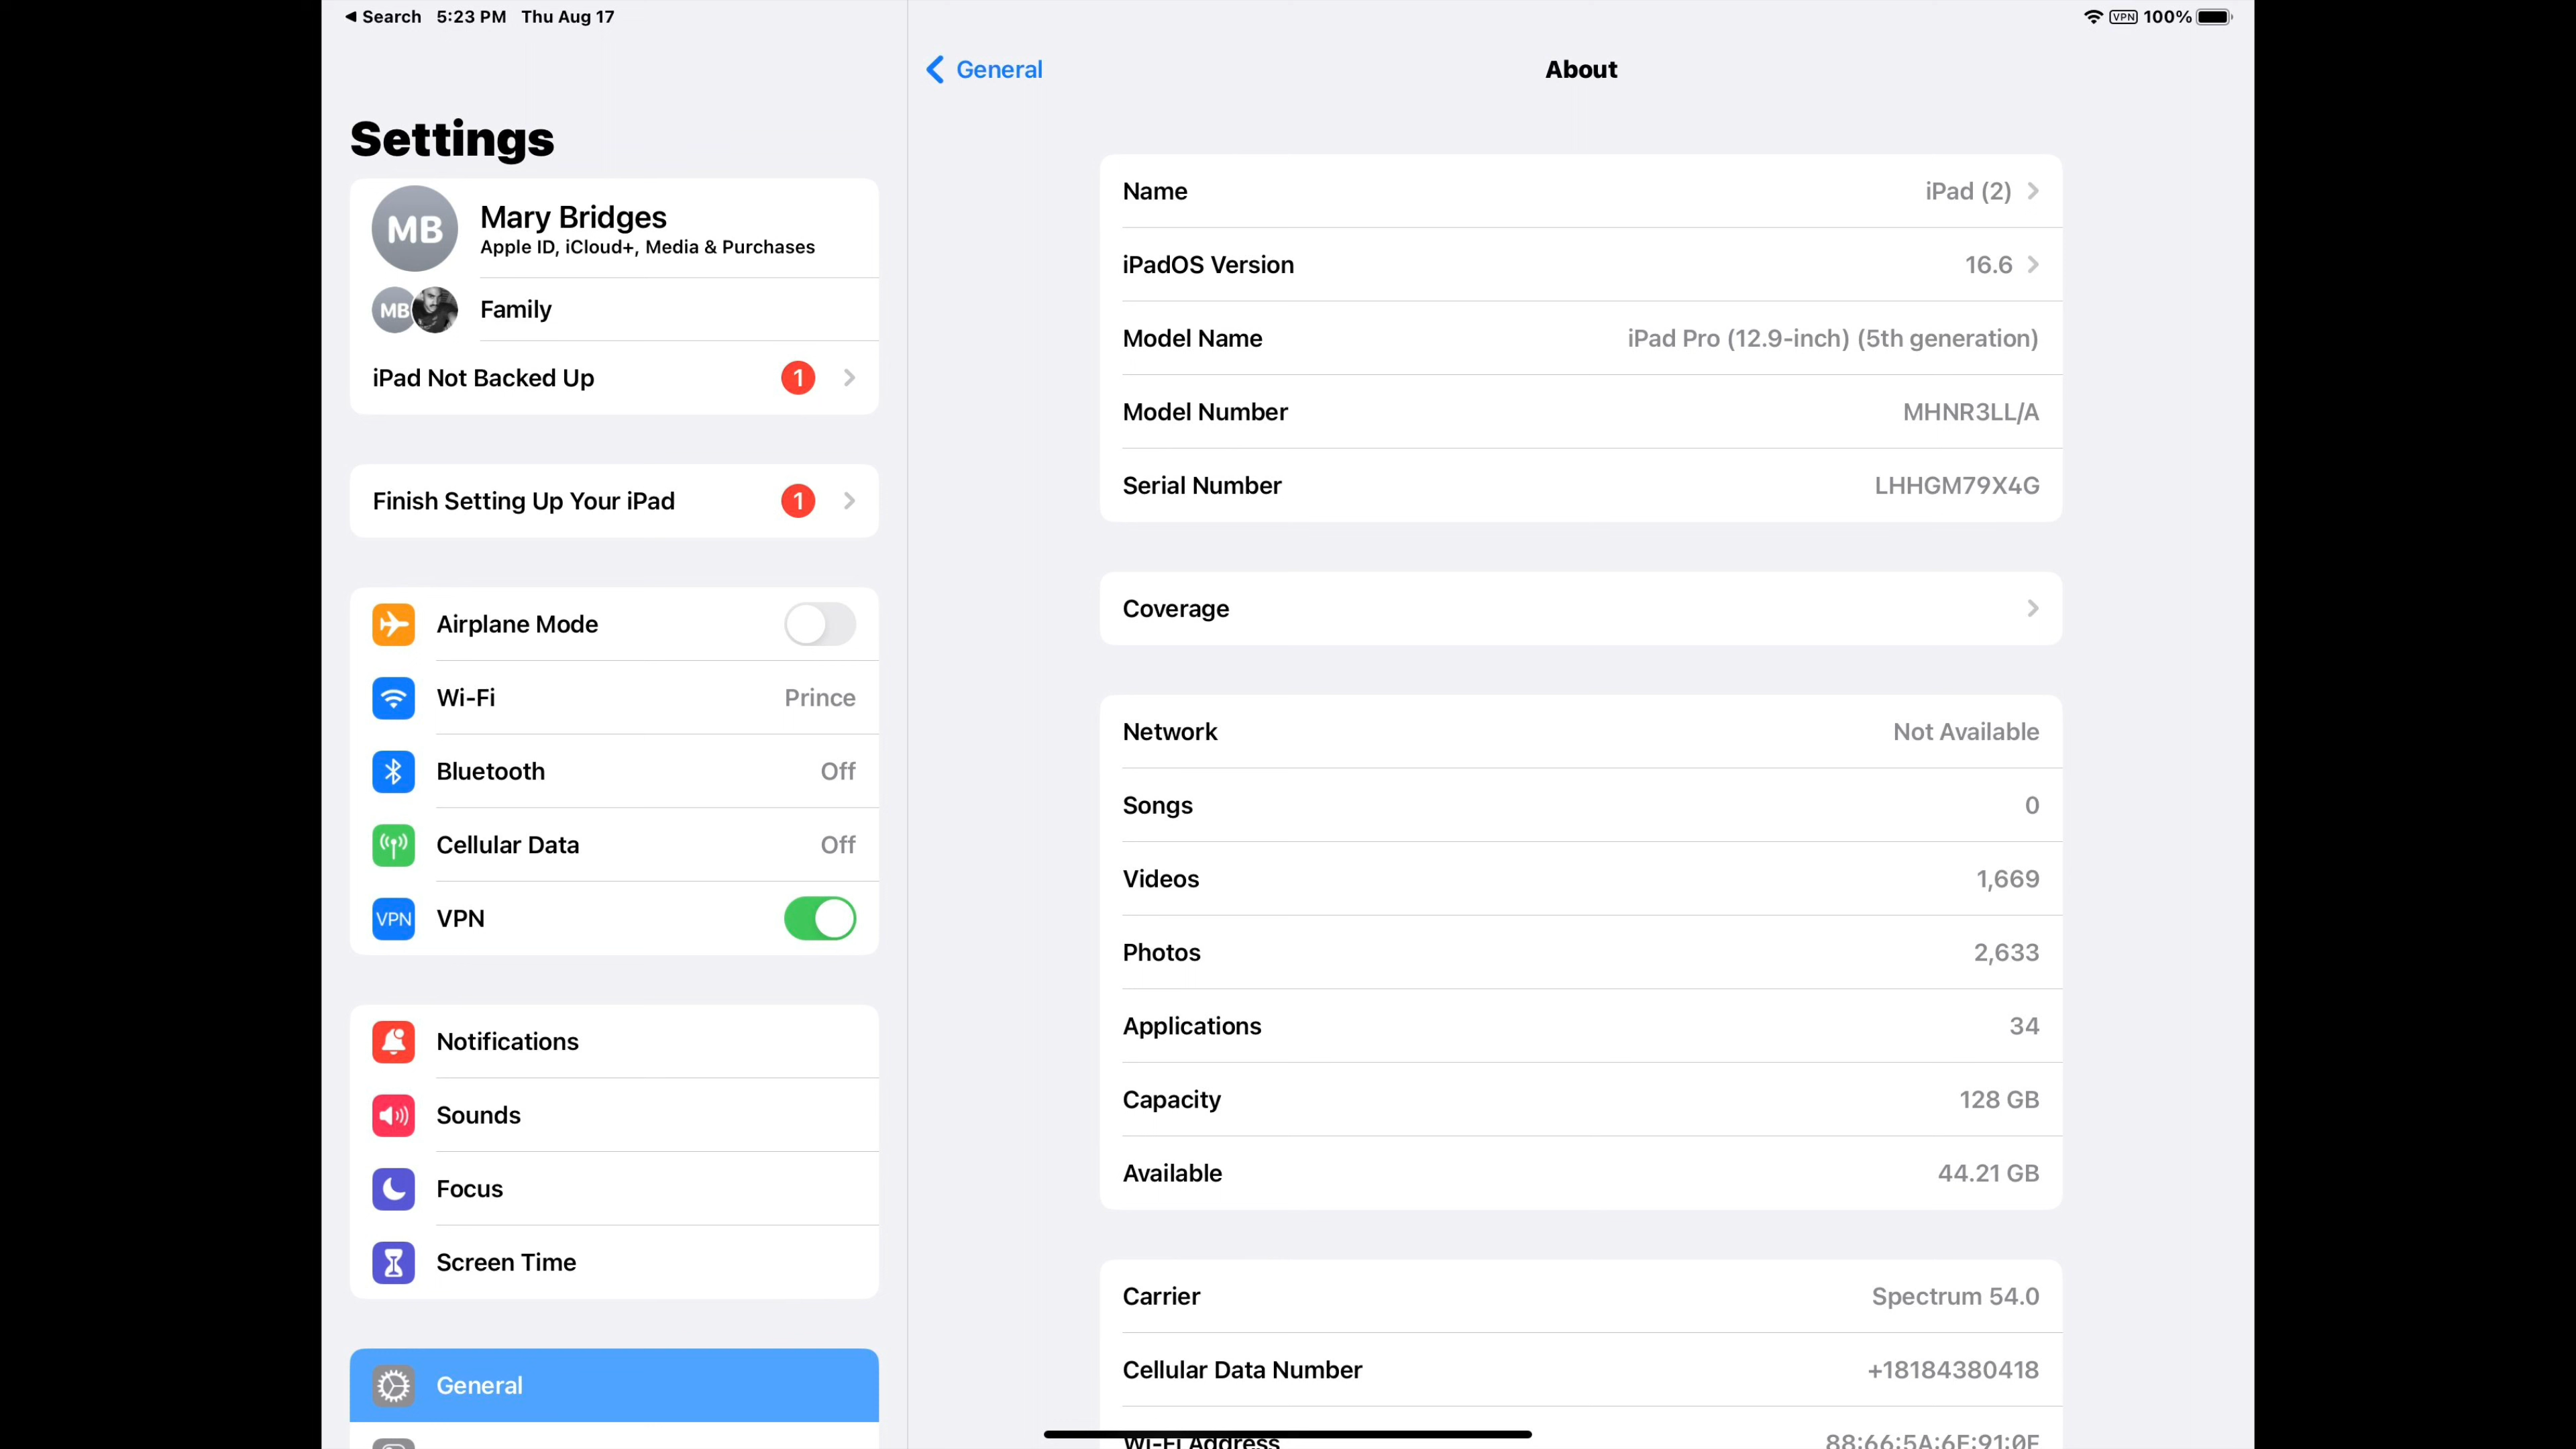 Search 5:23 PM Thu Aug 17
VPN 100%
Settings
MB Mary Bridges
Apple ID, iCloud+, Media & Purchases
MB Family
iPad Not Backed Up 1
Finish Setting Up Your iPad 1
Airplane Mode
Wi-Fi Prince
Bluetooth Off
Cellular Data Off
VPN VPN
Notifications
Sounds
Focus
Screen Time
General
General
About
Name iPad (2)
iPadOS Version 16.6
Model Name iPad Pro (12.9-inch) (5th generation)
Model Number MHNR3LL/A
Serial Number LHHGM79X4G
Coverage
Network Not Available
Songs 0
Videos 1,669
Photos 2,633
Applications 34
Capacity 128 GB
Available 44.21 GB
Carrier Spectrum 54.0
Cellular Data Number +18184380418
Wi-Fi Address